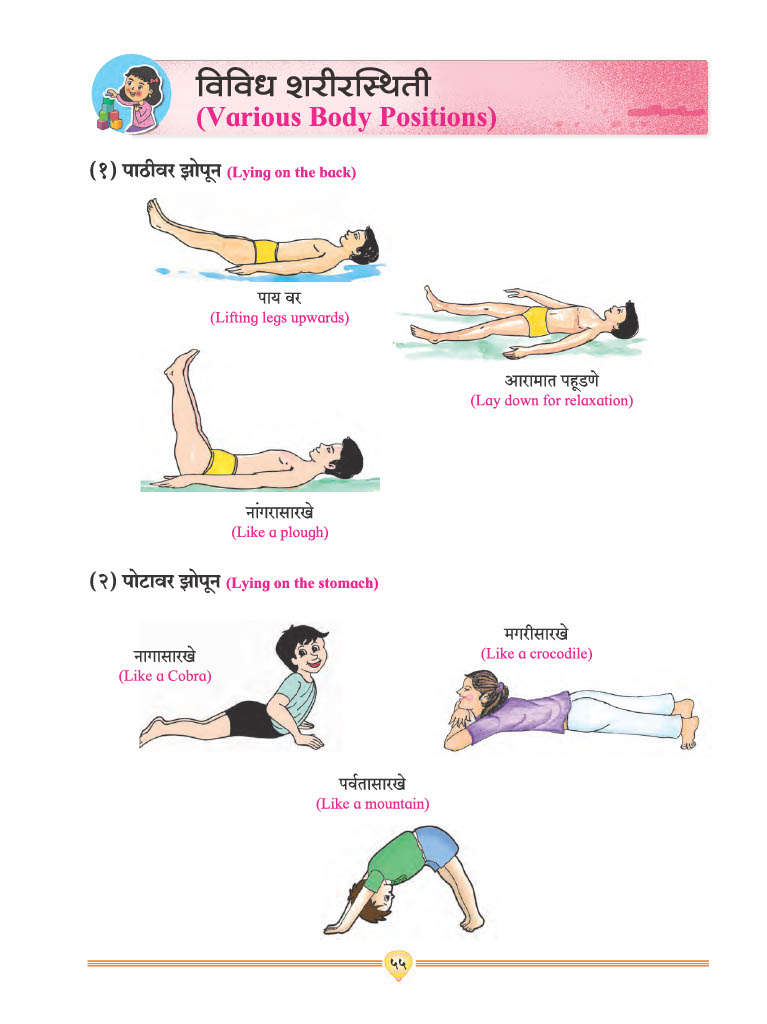 विविध शरीरस्थिती
(Various Body Positions)
(१) पाठीवर झोपून (Lying on the back)
पाय वर
(Lifting legs upwards)
आरामात पहूडणे
(Lay down for relaxation)
नांगरासारखे
(Like a plough)
(२) पोटावर झोपून (Lying on the stomach)
नागासारखे
(Like a Cobra)
मगरीसारखे
(Like a crocodile)
पर्वतासारखे
(Like a mountain)
५५